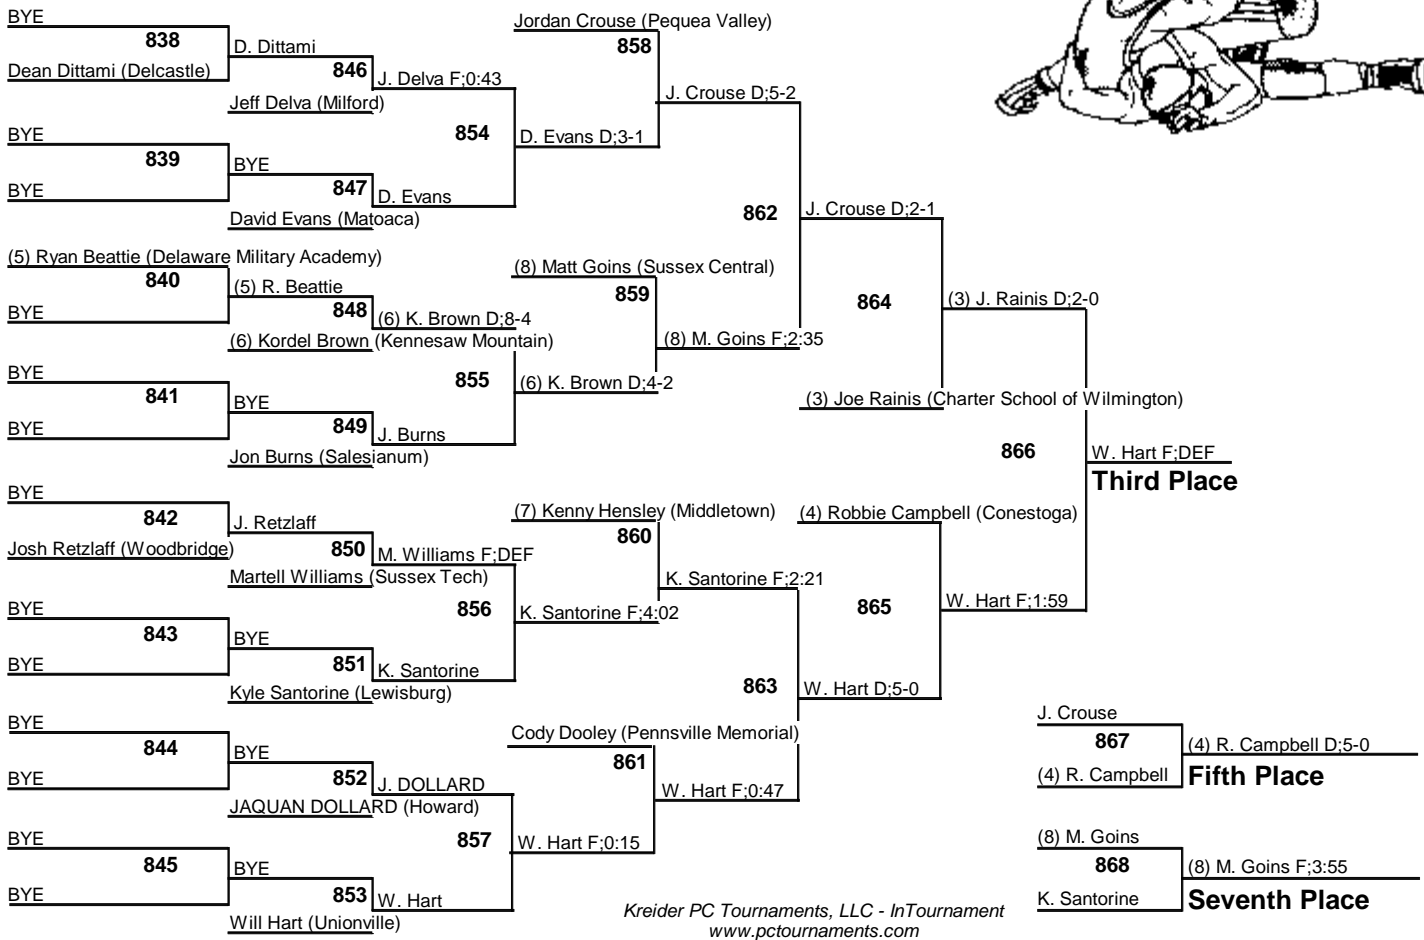 BYE
838
Dean Dittami (Delcastle)
D. Dittami
846
Jeff Delva (Milford)
J. Delva F;0:43
BYE
839
BYE
BYE
847
David Evans (Matoaca)
D. Evans
854
D. Evans D;3-1
Jordan Crouse (Pequea Valley)
858
J. Crouse D;5-2
(5) Ryan Beattie (Delaware Military Academy)
840
BYE
(5) R. Beattie
848
(6) Kordel Brown (Kennesaw Mountain)
(6) K. Brown D;8-4
BYE
841
BYE
BYE
849
Jon Burns (Salesianum)
J. Burns
855
(6) K. Brown D;4-2
(8) Matt Goins (Sussex Central)
859
(8) M. Goins F;2:35
862
J. Crouse D;2-1
864
(3) Joe Rainis (Charter School of Wilmington)
(3) J. Rainis D;2-0
BYE
842
Josh Retzlaff (Woodbridge)
J. Retzlaff
850
Martell Williams (Sussex Tech)
M. Williams F;DEF
BYE
843
BYE
BYE
851
Kyle Santorine (Lewisburg)
K. Santorine
856
K. Santorine F;4:02
(7) Kenny Hensley (Middletown)
860
K. Santorine F;2:21
BYE
844
BYE
BYE
852
JAQUAN DOLLARD (Howard)
J. DOLLARD
BYE
845
BYE
BYE
853
Will Hart (Unionville)
W. Hart
857
W. Hart F;0:15
Cody Dooley (Pennsville Memorial)
861
W. Hart F;0:47
863
W. Hart D;5-0
(4) Robbie Campbell (Conestoga)
865
W. Hart F;1:59
866
W. Hart F;DEF
Third Place
J. Crouse
867
(4) R. Campbell
(4) R. Campbell D;5-0
Fifth Place
(8) M. Goins
868
K. Santorine
(8) M. Goins F;3:55
Seventh Place
Kreider PC Tournaments, LLC - InTournament
www.pctournaments.com